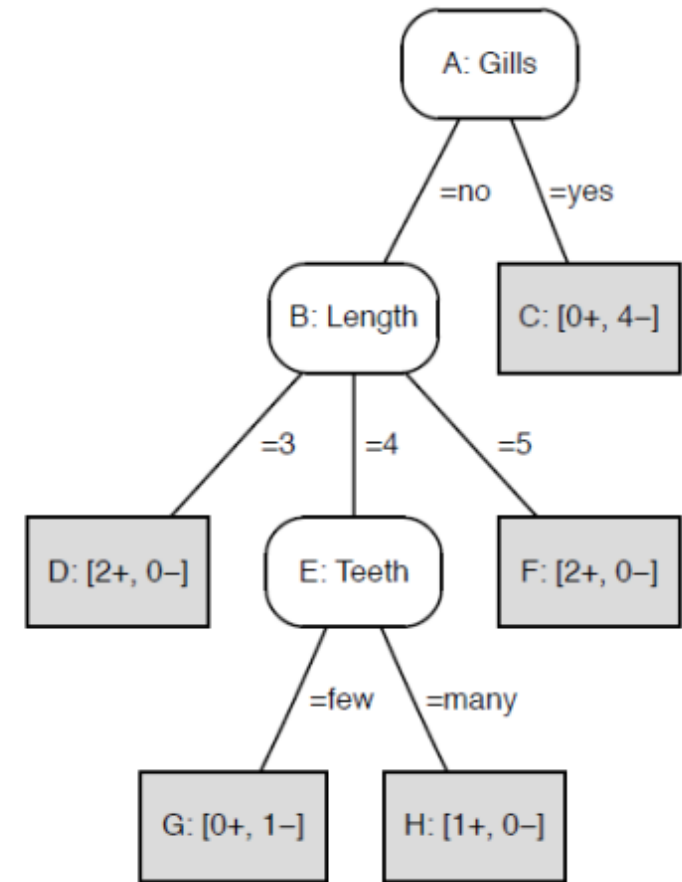 A: Gills
=no
=yes
B: Length
C: [0+, 4−]
=3
=4
=5
D: [2+, 0−]
E: Teeth
F: [2+, 0−]
=few
=many
G: [0+, 1−]
H: [1+, 0−]